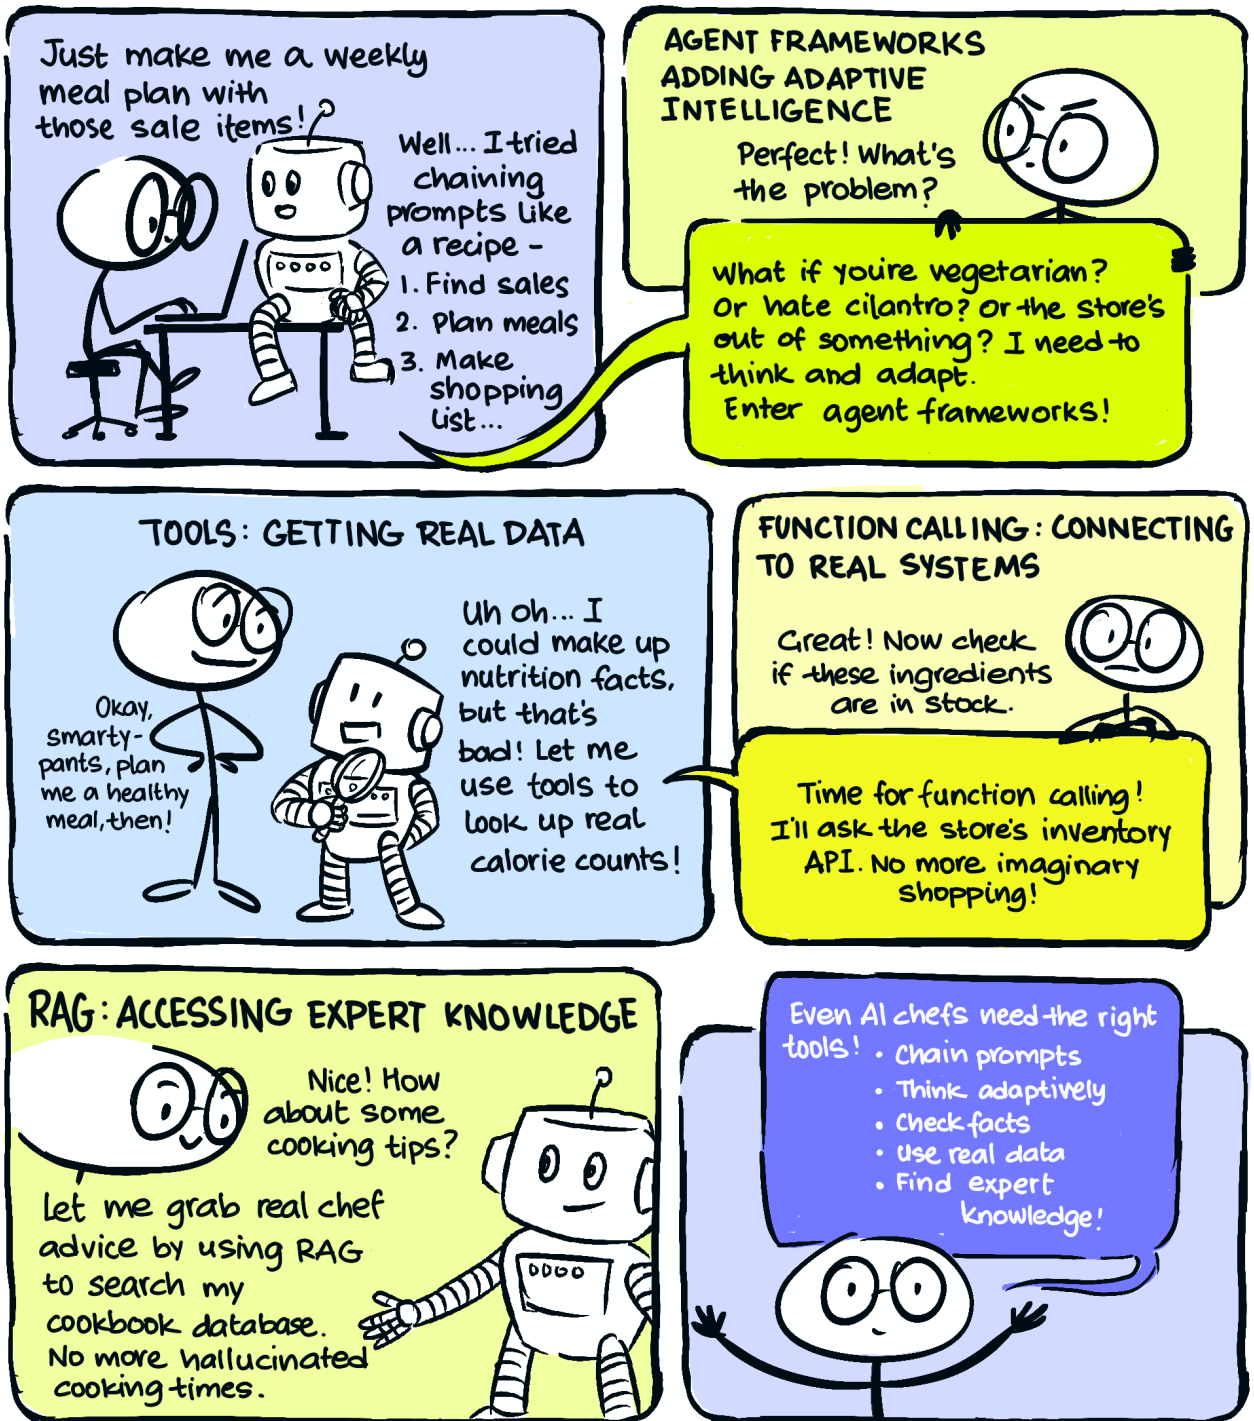 Just make me a weekly
meal plan with
those sale items!
Well... I tried
chaining
prompts like
a recipe -
1. Find sales
2. Plan meals
3. Make
shopping
list...
AGENT FRAMEWORKS
ADDING ADAPTIVE
INTELLIGENCE
Perfect! What's
the problem?
What if you're vegetarian?
Or hate cilantro? Or the store's
out of something? I need to
think and adapt.
Enter agent frameworks!
TOOLS: GETTING REAL DATA
Okay,
smarty-
pants, plan
me a healthy
meal, then!
Uh oh... I
could make up
nutrition facts,
but that's
bad! Let me
use tools to
look up real
calorie counts!
FUNCTION CALLING: CONNECTING
TO REAL SYSTEMS
Great! Now check
if these ingredients
are in stock.
Time for function calling!
I'll ask the store's inventory
API. No more imaginary
shopping!
RAG: ACCESSING EXPERT KNOWLEDGE
Nice! How
about some
cooking tips?
Let me grab real chef
advice by using RAG
to search my
cookbook database.
No more hallucinated
cooking times.
Even AI chefs need the right
tools!
• Chain prompts
• Think adaptively
• Check facts
• Use real data
• Find expert
knowledge!